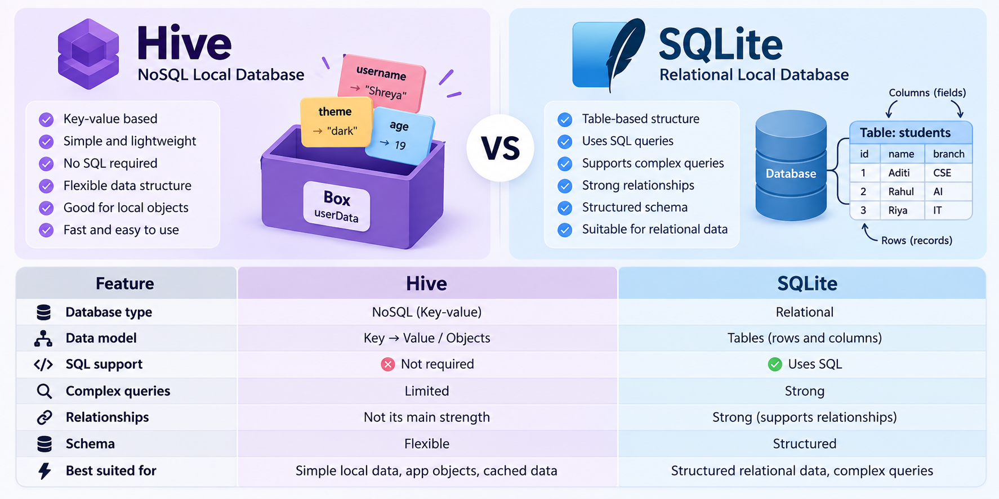 Hive
NoSQL Local Database
Key-value based
Simple and lightweight
No SQL required
Flexible data structure
Good for local objects
Fast and easy to use
username
→ "Shreya"
theme
→ "dark"
age
→ 19
Box
userData
VS
SQLite
Relational Local Database
Table-based structure
Uses SQL queries
Supports complex queries
Strong relationships
Structured schema
Suitable for relational data
Database
Columns (fields)
Table: students
id name branch
1 Aditi CSE
2 Rahul AI
3 Riya IT
Rows (records)
Feature Hive SQLite
Database type NoSQL (Key-value) Relational
Data model Key → Value / Objects Tables (rows and columns)
SQL support Not required Uses SQL
Complex queries Limited Strong
Relationships Not its main strength Strong (supports relationships)
Schema Flexible Structured
Best suited for Simple local data, app objects, cached data Structured relational data, complex queries